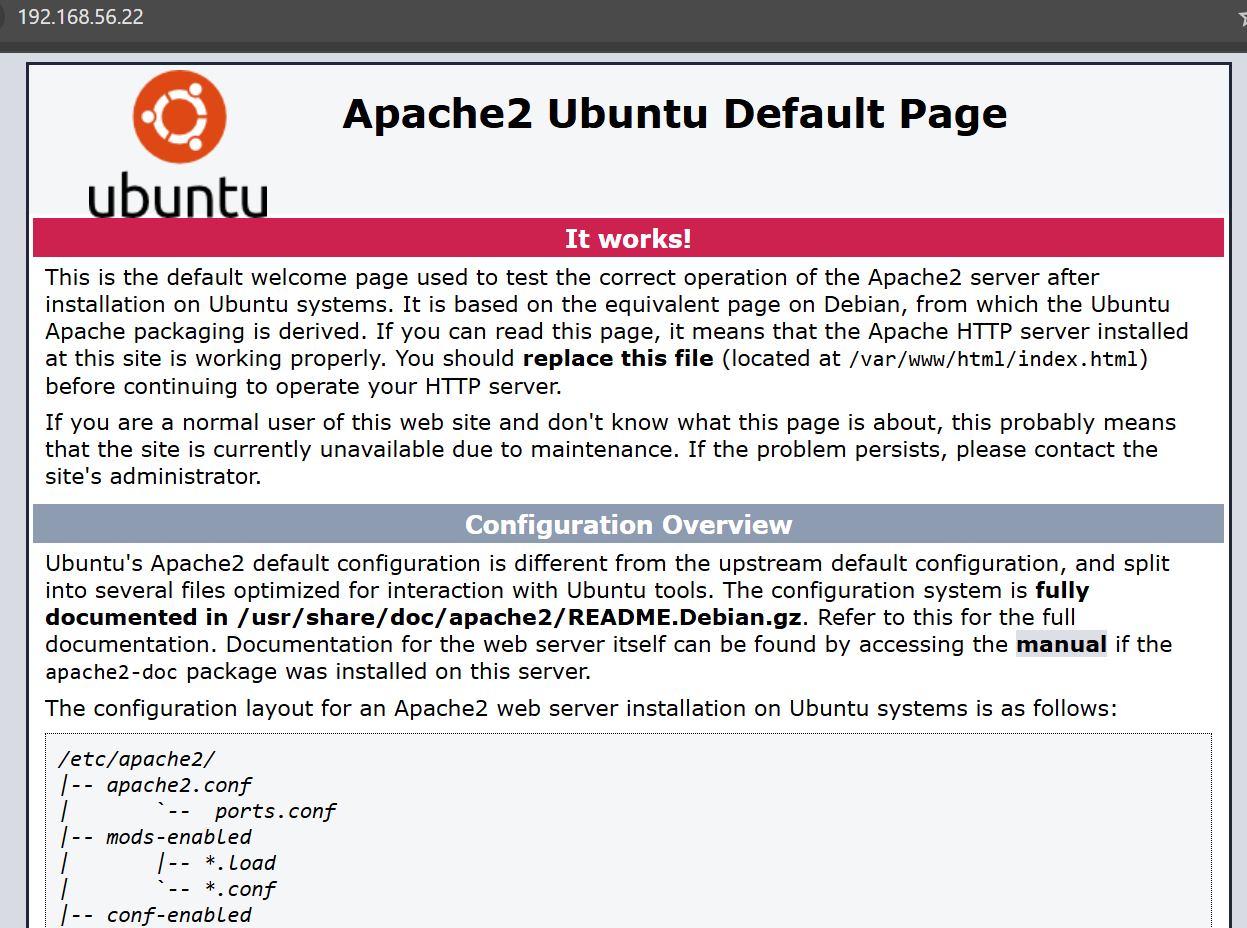 192.168.56.22
ubuntu
Apache2 Ubuntu Default Page
It works!
This is the default welcome page used to test the correct operation of the Apache2 server after
installation on Ubuntu systems. It is based on the equivalent page on Debian, from which the Ubuntu
Apache packaging is derived. If you can read this page, it means that the Apache HTTP server installed
at this site is working properly. You should replace this file (located at /var/www/html/index.html)
before continuing to operate your HTTP server.
If you are a normal user of this web site and don't know what this page is about, this probably means
that the site is currently unavailable due to maintenance. If the problem persists, please contact the
site's administrator.
Configuration Overview
Ubuntu's Apache2 default configuration is different from the upstream default configuration, and split
into several files optimized for interaction with Ubuntu tools. The configuration system is fully
documented in /usr/share/doc/apache2/README.Debian.gz. Refer to this for the full
documentation. Documentation for the web server itself can be found by accessing the manual if the
apache2-doc package was installed on this server.
The configuration layout for an Apache2 web server installation on Ubuntu systems is as follows:
/etc/apache2/
|-- apache2.conf
|       `--  ports.conf
|-- mods-enabled
|       |-- *.load
|       `-- *.conf
|-- conf-enabled